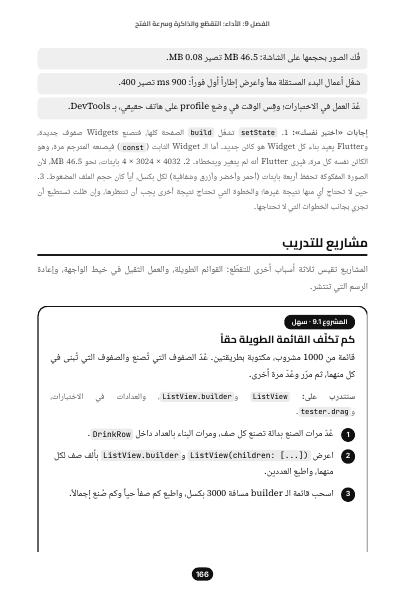 الفصل 9: الأداء: التقطّع والذاكرة وسرعة الفتح
فُك الصور بحجمها على الشاشة: 46.5 MB تصير 0.08 MB.
شغّل أعمال البدء المستقلة معاً واعرض إطاراً أول فوراً: 900 ms تصير 400.
عُدّ العمل في الاختبارات؛ وقِس الوقت في وضع profile على هاتف حقيقي، بـ DevTools.
إجابات «اختبر نفسك»: 1. setState تشغّل build الصفحة كلها، فتصنع Widgets صفوف جديدة،
وFlutter يعيد بناء كل Widget هو كائن جديد. أما الـ Widget الثابت (const) فيصنعه المترجم مرة، وهو
الكائن نفسه كل مرة، فيرى Flutter أنه لم يتغير ويتخطاه. 2. 4032 × 3024 × 4 بايتات، نحو 46.5 MB، لأن
الصورة المفكوكة تحفظ أربعة بايتات (أحمر وأخضر وأزرق وشفافية) لكل بكسل، أياً كان حجم الملف المضغوط. 3.
حين لا تحتاج أي منها نتيجة غيرها؛ والخطوة التي تحتاج نتيجة أخرى يجب أن تنتظرها، وإن ظلت تستطيع أن
تجري بجانب الخطوات التي لا تحتاجها.
مشاريع للتدريب
المشاريع تقيس ثلاثة أسباب أخرى للتقطّع: القوائم الطويلة، والعمل الثقيل في خيط الواجهة، وإعادة
الرسم التي تنتشر.
المشروع 9.1 · سهل
كم تكلّف القائمة الطويلة حقاً
قائمة من 1000 مشروب، مكتوبة بطريقتين. عُدّ الصفوف التي تُصنع والصفوف التي تُبنى في
كل منهما، ثم مرّر وعُدّ مرة أخرى.
ستتدرب على: ListView وListView.builder، والعدادات في الاختبارات،
وtester.drag.
1 عُدّ مرات الصنع بدالة تصنع كل صف، ومرات البناء بالعداد داخل DrinkRow.
2 اعرض ListView(children: [...]) وListView.builder بألف صف لكل
منهما، واطبع العددين.
3 اسحب قائمة الـ builder مسافة 3000 بكسل، واطبع كم صفاً حياً وكم صُنع إجمالاً.
166